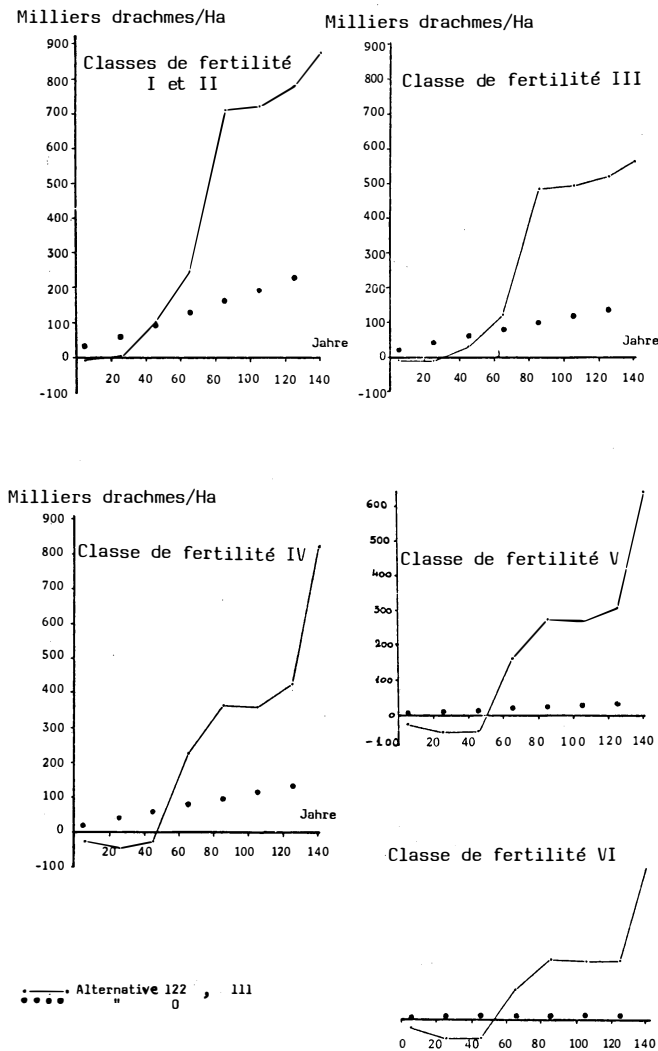 Milliers drachmes/Ha
900
800
700
600
500
400
300
200
100
0
-100
Classes de fertilité
I et II
Jahre
20 40 60 80 100 120 140
Milliers drachmes/Ha
900
800
700
600
500
400
300
200
100
0
-100
Classe de fertilité III
Jahre
20 40 60 80 100 120 140
Milliers drachmes/Ha
900
800
700
600
500
400
300
200
100
0
-100
Classe de fertilité IV
Jahre
20 40 60 80 100 120 140
600
500
400
300
200
100
0
-100
Classe de fertilité V
20 40 60 80 100 120 140
Classe de fertilité VI
0 20 40 60 80 100 120 140
Alternative 122 , 111
" 0